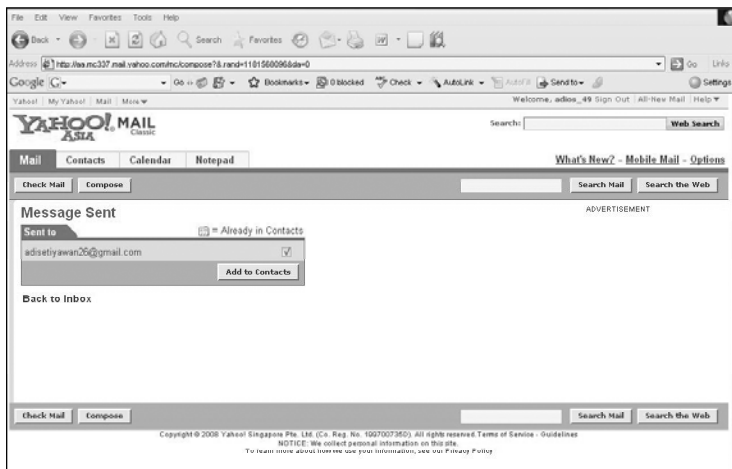 File Edit View Favorites Tools Help
Back Search Favorites
Address http://aa.mc337.mail.yahoo.com/mc/compose?&.rand=1101560096&da=0 Go Links
Google Go Bookmarks 0 blocked Check AutoLink AutoFill Send to Settings
Yahoo! My Yahoo! Mail More Welcome, adios_49 Sign Out All-New Mail Help
YAHOO! MAIL
ASIA Classic
Search: Web Search
Mail Contacts Calendar Notepad What's New? - Mobile Mail - Options
Check Mail Compose Search Mail Search the Web
Message Sent ADVERTISEMENT
Sent to = Already in Contacts
adisetiyawan26@gmail.com
Add to Contacts
Back to Inbox
Check Mail Compose Search Mail Search the Web
Copyright © 2008 Yahoo! Singapore Pte. Ltd. (Co. Reg. No. 199700735D). All rights reserved. Terms of Service - Guidelines
NOTICE: We collect personal information on this site.
To learn more about how we use your information, see our Privacy Policy